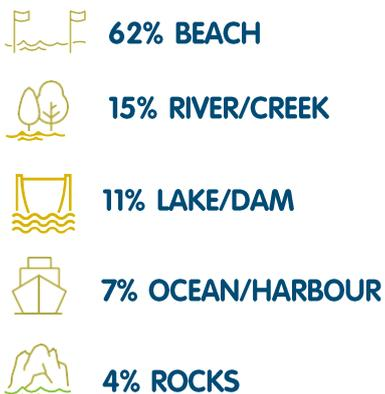 62% BEACH
15% RIVER/CREEK
11% LAKE/DAM
7% OCEAN/HARBOUR
4% ROCKS